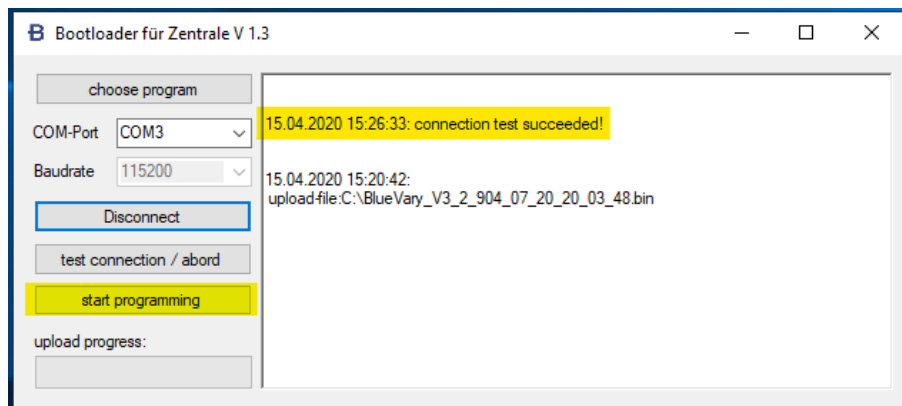 Bootloader für Zentrale V 1.3
choose program
COM-Port COM3
Baudrate 115200
Disconnect
test connection / abord
start programming
upload progress:
15.04.2020 15:26:33: connection test succeeded!
15.04.2020 15:20:42:
upload-file:C:\BlueVary_V3_2_904_07_20_20_03_48.bin